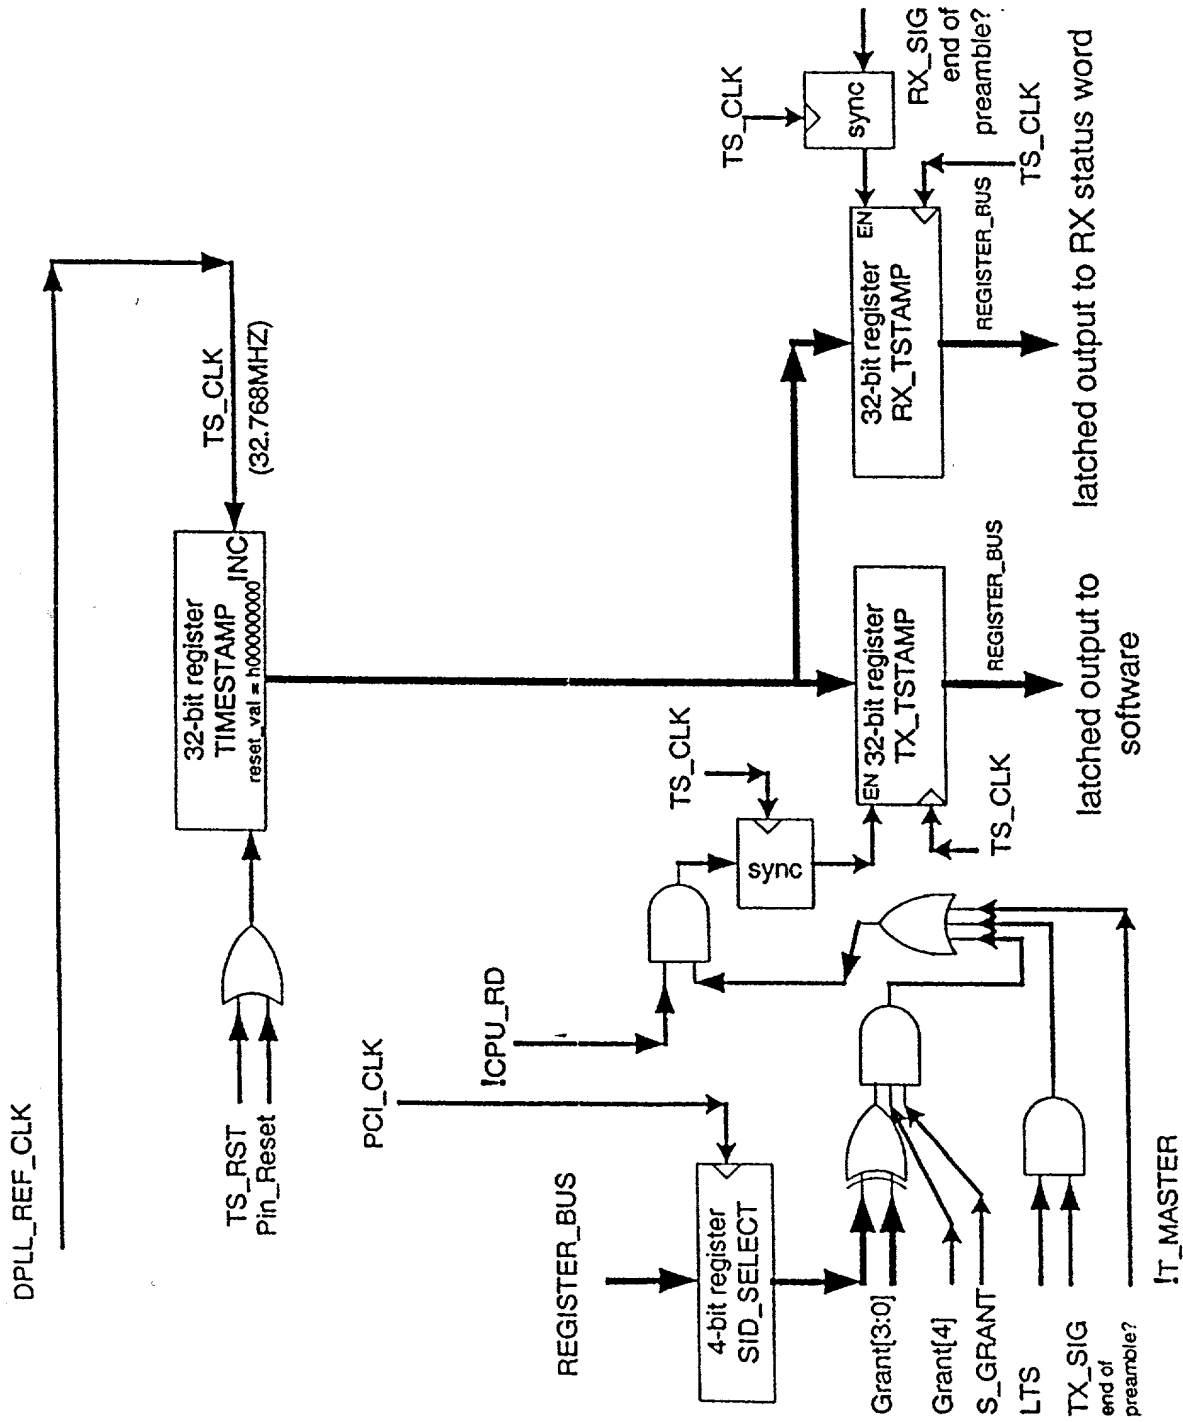 DPLL_REF_CLK
TS_RST
Pin_Reset
32-bit register
TIMESTAMP
reset_val = h00000000
INC
TS_CLK
(32.768MHZ)
PCI_CLK
!CPU_RD
REGISTER_BUS
4-bit register
SID_SELECT
Grant[3:0]
Grant[4]
S_GRANT
LTS
TX_SIG
end of
preamble?
!T_MASTER
TS_CLK
sync
EN
32-bit register
TX_TSTAMP
TS_CLK
REGISTER_BUS
latched output to
software
TS_CLK
sync
RX_SIG
end of
preamble?
EN
32-bit register
RX_TSTAMP
TS_CLK
REGISTER_BUS
latched output to RX status word